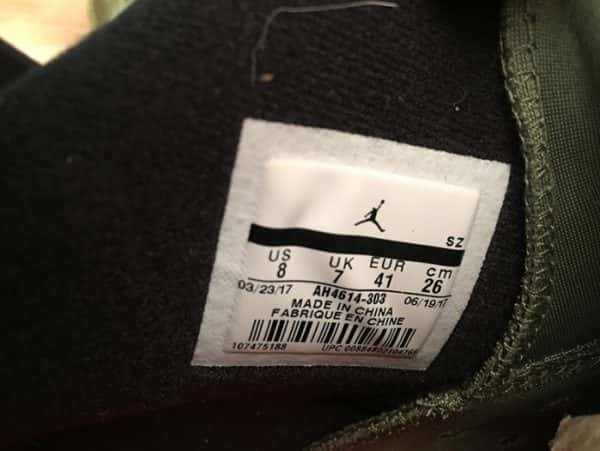 SZ
US UK EUR cm
8 7 41 26
03/23/17 AH4614-303 06/19/17
MADE IN CHINA
FABRIQUE EN CHINE
107475188 UPC